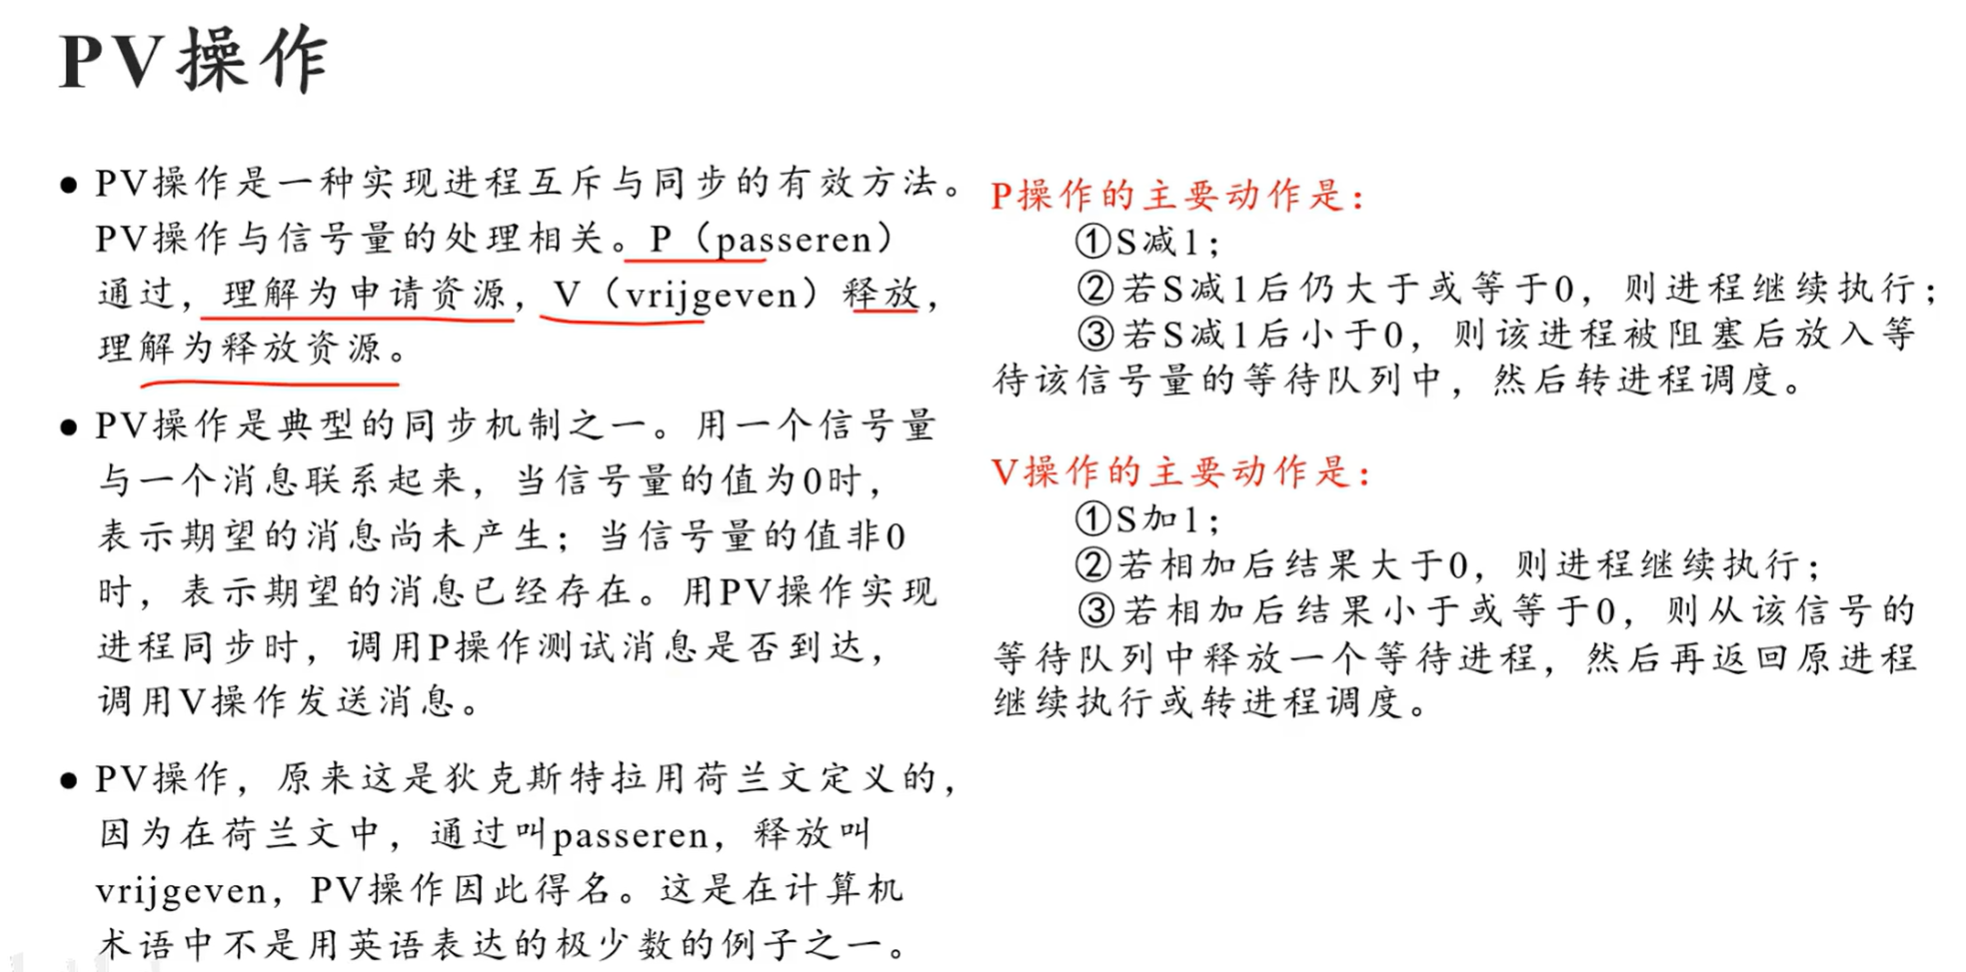 PV操作
● PV操作是一种实现进程互斥与同步的有效方法。
PV操作与信号量的处理相关。P（passeren）
通过，理解为申请资源，V（vrijgeven）释放，
理解为释放资源。
● PV操作是典型的同步机制之一。用一个信号量
与一个消息联系起来，当信号量的值为0时，
表示期望的消息尚未产生；当信号量的值非0
时，表示期望的消息已经存在。用PV操作实现
进程同步时，调用P操作测试消息是否到达，
调用V操作发送消息。
● PV操作，原来这是狄克斯特拉用荷兰文定义的，
因为在荷兰文中，通过叫passeren，释放叫
vrijgeven，PV操作因此得名。这是在计算机
术语中不是用英语表达的极少数的例子之一。
P操作的主要动作是：
①S减1；
②若S减1后仍大于或等于0，则进程继续执行；
③若S减1后小于0，则该进程被阻塞后放入等
待该信号量的等待队列中，然后转进程调度。
V操作的主要动作是：
①S加1；
②若相加后结果大于0，则进程继续执行；
③若相加后结果小于或等于0，则从该信号的
等待队列中释放一个等待进程，然后再返回原进程
继续执行或转进程调度。